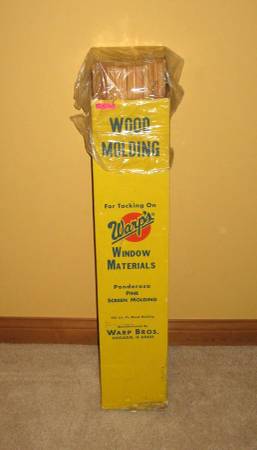 WOOD
MOLDING
For Tacking On
Warp's
WINDOW
MATERIALS
Ponderosa
PINE
SCREEN MOLDING
WARP BROS.